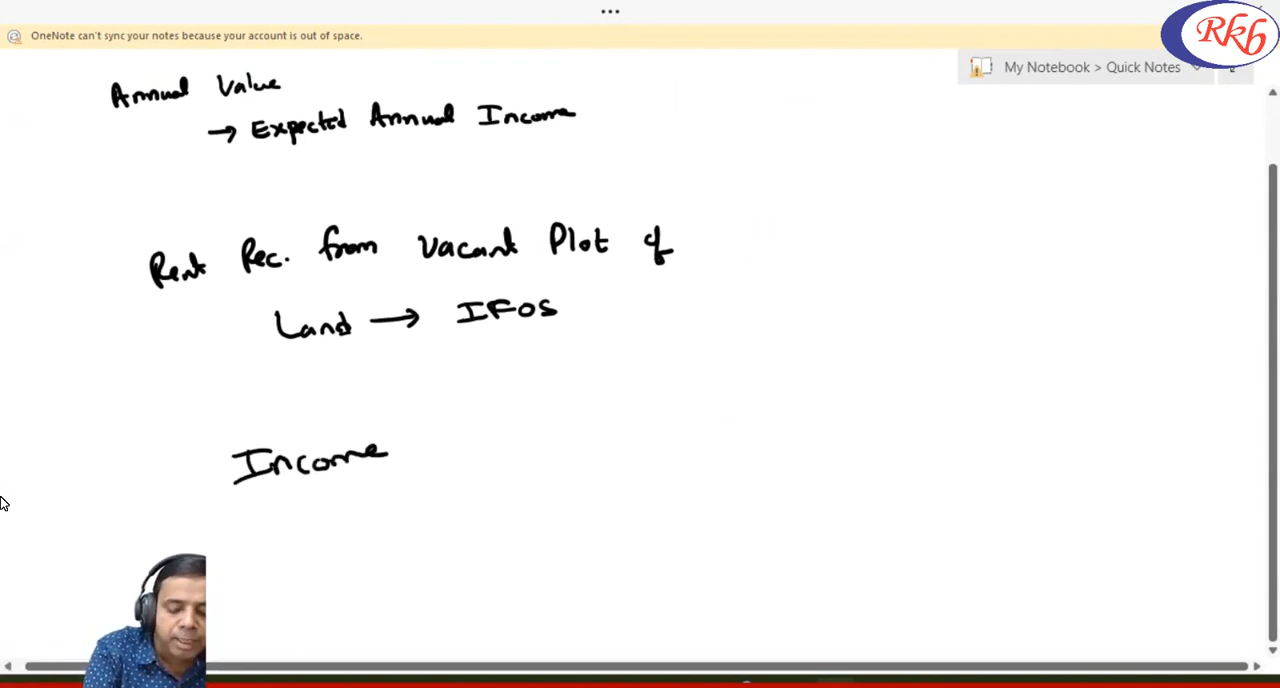 ...
Rkb
OneNote can't sync your notes because your account is out of space.
My Notebook > Quick Notes
Annual Value
→ Expected Annual Income
Rent Rec. from Vacant Plot of
Land → IFOS
Income